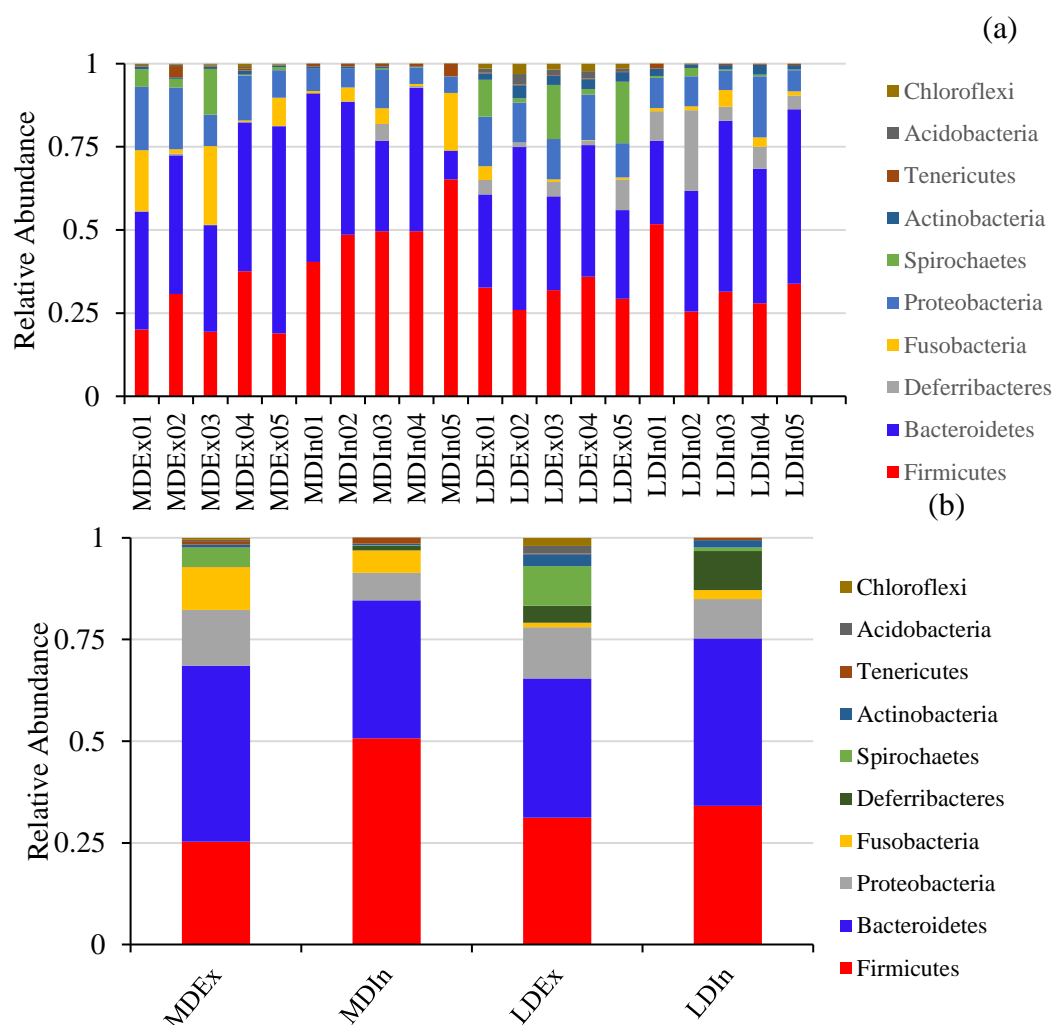 (a)
Relative Abundance
1
0.75
0.5
0.25
0
MDEx01
MDEx02
MDEx03
MDEx04
MDEx05
MDIn01
MDIn02
MDIn03
MDIn04
MDIn05
LDEx01
LDEx02
LDEx03
LDEx04
LDEx05
LDIn01
LDIn02
LDIn03
LDIn04
LDIn05
Chloroflexi
Acidobacteria
Tenericutes
Actinobacteria
Spirochaetes
Proteobacteria
Fusobacteria
Deferribacteres
Bacteroidetes
Firmicutes
(b)
Relative Abundance
1
0.75
0.5
0.25
0
MDEx
MDIn
LDEx
LDIn
Chloroflexi
Acidobacteria
Tenericutes
Actinobacteria
Spirochaetes
Deferribacteres
Fusobacteria
Proteobacteria
Bacteroidetes
Firmicutes